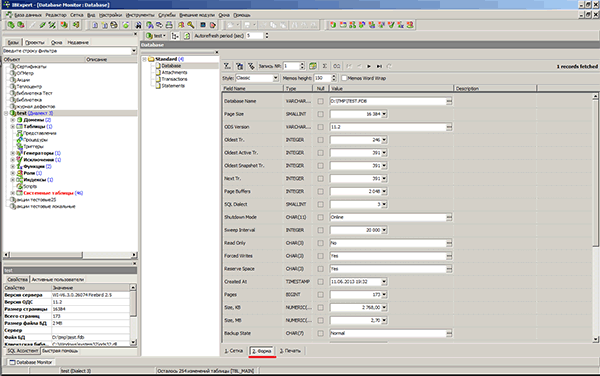 IBExpert - [Database Monitor : Database]
База данных Редактор Сетка Вид Настройки Инструменты Службы Внешние модули Окна Помощь
test Autorefresh period (sec) 5
Базы Проекты Окна Недавние
Введите строку фильтра
Объект Описание
Сертификаты
Акции
Теплоцентр
Библиотека Тест
Библиотека
журнал дефектов
test (Диалект 3)
Домены (2)
Таблицы (1)
Представления
Процедуры
Триггеры
Генераторы (1)
Исключения (1)
Функции (2)
Роли (1)
Индексы (1)
Scripts
Системные таблицы (46)
акции тестовые25
акции тестовые локальные
test
Свойства Активные пользователи
Свойство Значение
Версия сервера WI-V6.3.0.26074 Firebird 2.5
Версия ОДС 11.2
Размер страницы 16384
Всего страниц 173
Размер файла БД 2 MB
Сервер
Файл БД D:\tmp\test.fdb
SQL Ассистент Быстрая помощь
Database
Standard (4)
Database
Attachments
Transactions
Statements
Запись №: 1
1 records fetched
Style: Classic Memos height 150 Memos Word Wrap
Field Name Type Null Value Description
Database Name VARCHAR... D:\TMP\TEST.FDB
Page Size SMALLINT 16 384
ODS Version VARCHAR... 11.2
Oldest Tr. INTEGER 246
Oldest Active Tr. INTEGER 391
Oldest Snapshot Tr. INTEGER 391
Next Tr. INTEGER 391
Page Buffers INTEGER 2 048
SQL Dialect SMALLINT 3
Shutdown Mode CHAR(11) Online
Sweep Interval INTEGER 20 000
Read Only CHAR(3) No
Forced Writes CHAR(3) Yes
Reserve Space CHAR(3) Yes
Created At TIMESTAMP 11.06.2013 19:32
Pages BIGINT 173
Size, KB NUMERIC(... 2 768,00
Size, MB NUMERIC(... 2,70
Backup State CHAR(7) Normal
1. Сетка 2. Форма 3. Печать
Database Monitor
test (Dialect 3) Осталось 254 изменений таблицы [TBL_MAIN]